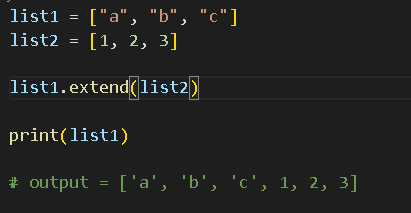 list1 = ["a", "b", "c"]
list2 = [1, 2, 3]
list1.extend(list2)
print(list1)
# output = ['a', 'b', 'c', 1, 2, 3]